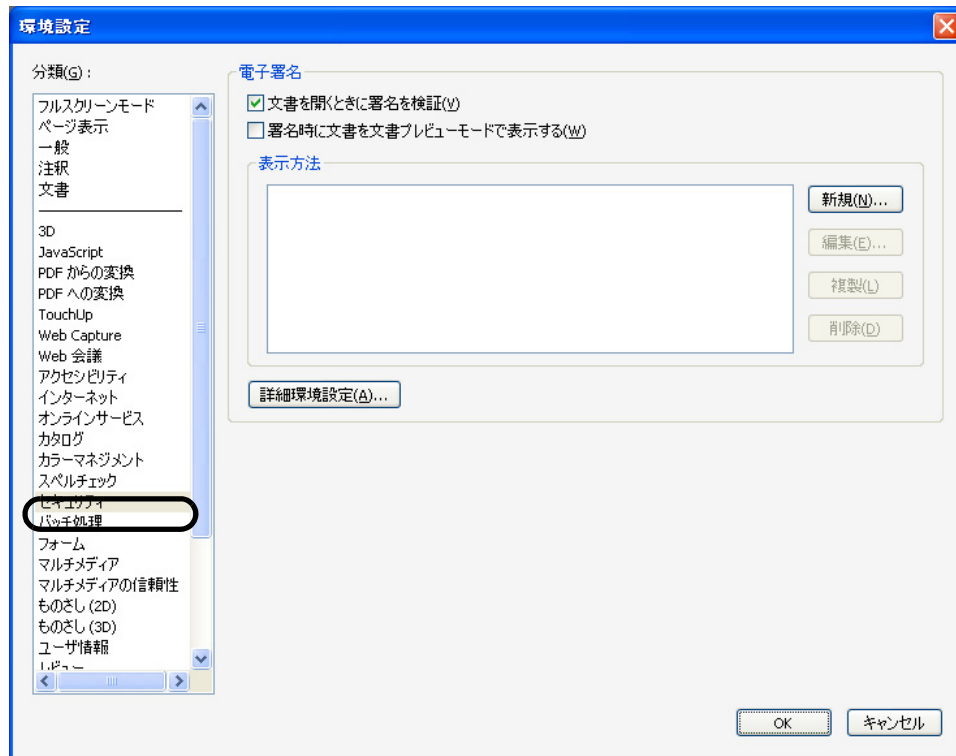 環境設定
分類(G):
フルスクリーンモード
ページ表示
一般
注釈
文書
3D
JavaScript
PDF からの変換
PDF への変換
TouchUp
Web Capture
Web 会議
アクセシビリティ
インターネット
オンラインサービス
カタログ
カラーマネジメント
スペルチェック
セキュリティ
バッチ処理
フォーム
マルチメディア
マルチメディアの信頼性
ものさし (2D)
ものさし (3D)
ユーザ情報
レビュー
電子署名
文書を開くときに署名を検証(V)
署名時に文書を文書プレビューモードで表示する(W)
表示方法
新規(N)...
編集(E)...
複製(L)
削除(D)
詳細環境設定(A)...
OK
キャンセル